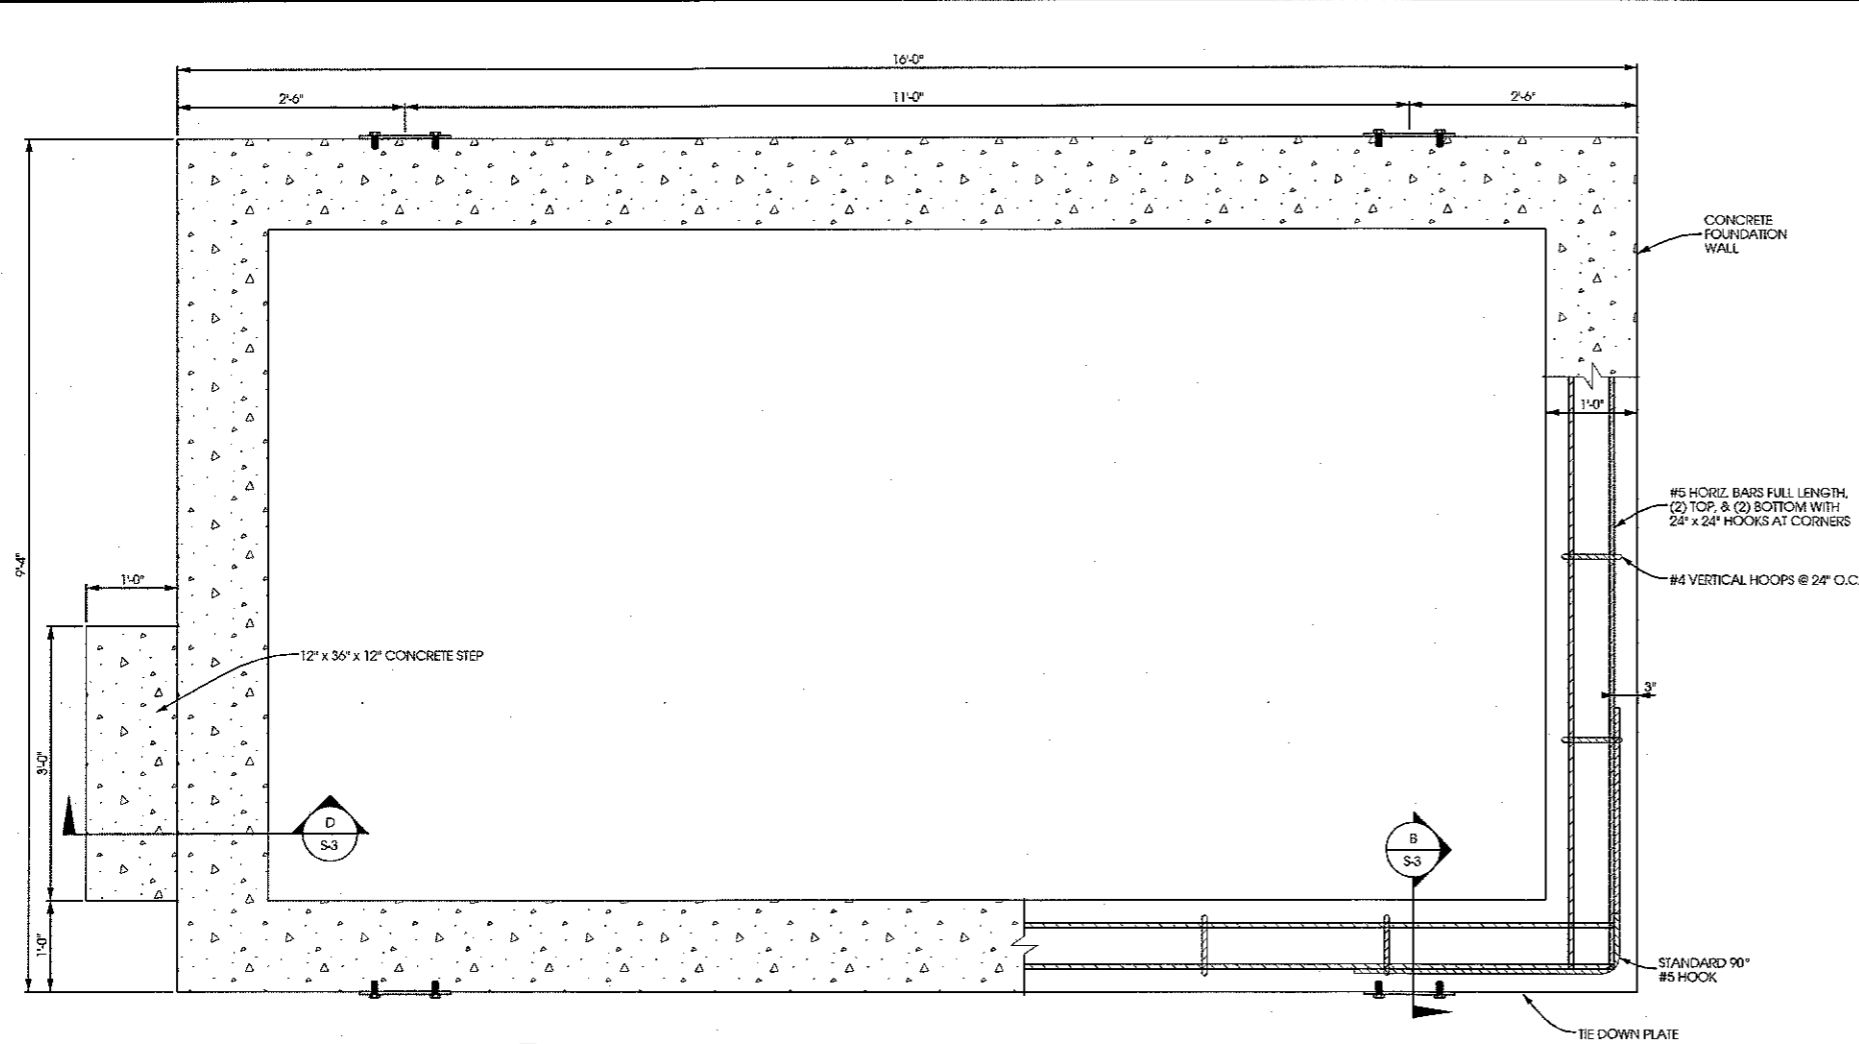 16'-0"
2'-6"
11'-0"
2'-6"
CONCRETE
FOUNDATION
WALL
1'-0"
#5 HORIZ. BARS FULL LENGTH,
(2) TOP, & (2) BOTTOM WITH
24" x 24" HOOKS AT CORNERS
9'-4"
1'-0"
#4 VERTICAL HOOPS @ 24" O.C.
12" x 36" x 12" CONCRETE STEP
3"
3'-0"
D
S-3
B
S-3
1'-0"
STANDARD 90°
#5 HOOK
TIE DOWN PLATE